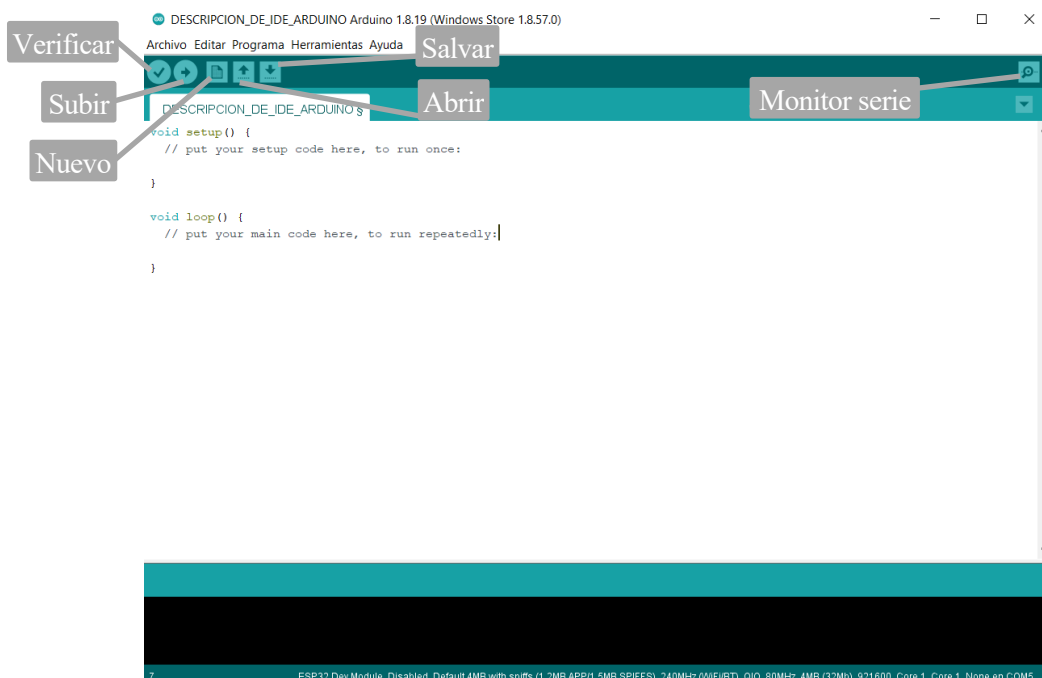 DESCRIPCION_DE_IDE_ARDUINO Arduino 1.8.19 (Windows Store 1.8.57.0)
Verificar
Archivo Editar Programa Herramientas Ayuda
Salvar
Subir
Abrir
Monitor serie
DESCRIPCION_DE_IDE_ARDUINO §
Nuevo
void setup() {
// put your setup code here, to run once:
}
void loop() {
// put your main code here, to run repeatedly:
}
7
ESP32 Dev Module, Disabled, Default 4MB with spiffs (1.2MB APP/1.5MB SPIFFS), 240MHz (WiFi/BT), QIO, 80MHz, 4MB (32Mb), 921600, Core 1, Core 1, None en COM5